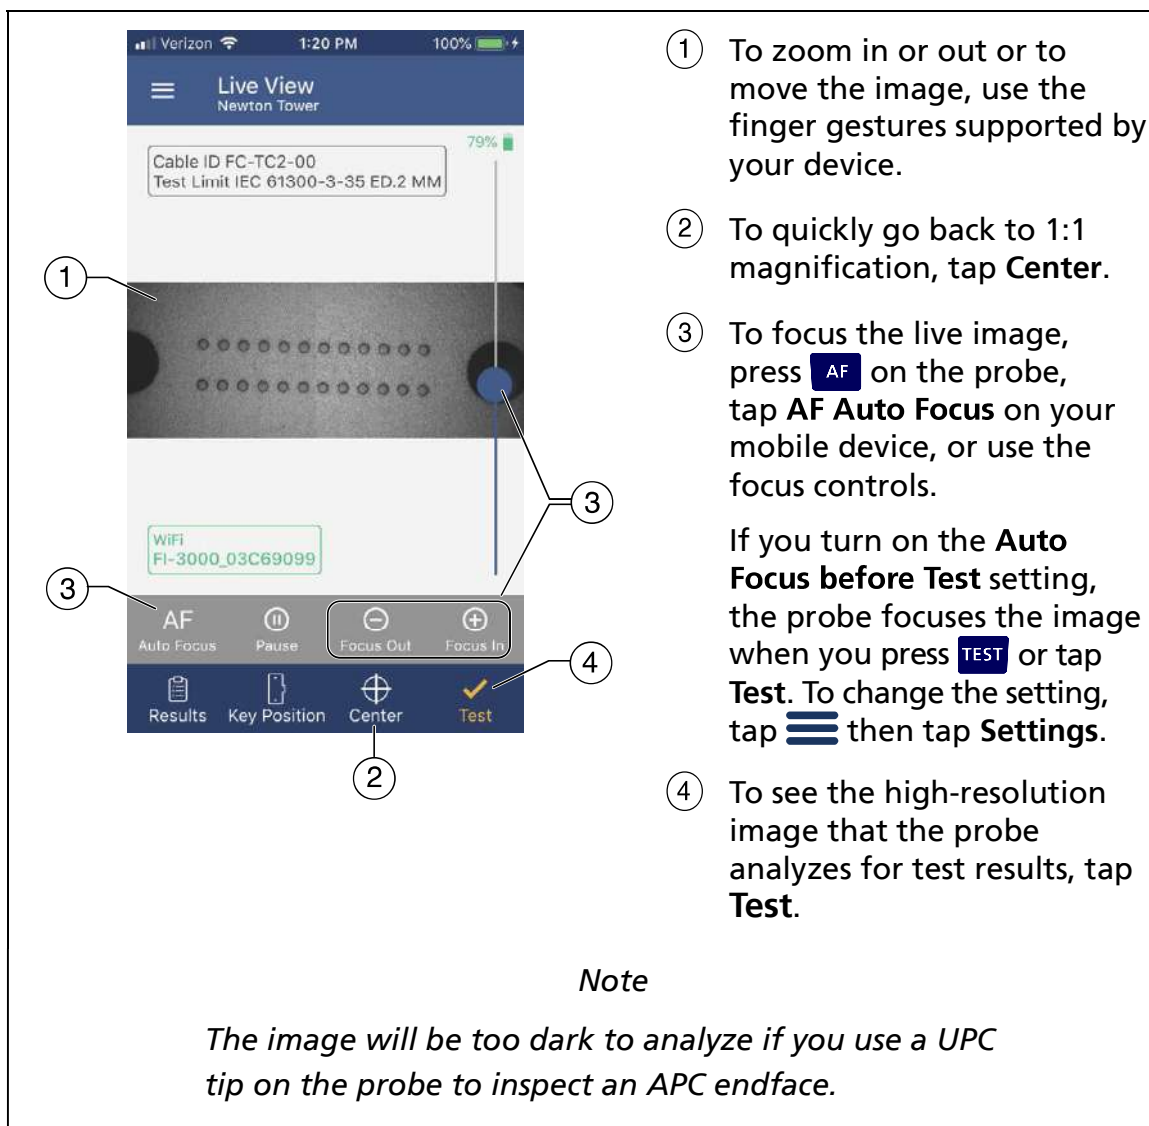 Verizon 1:20 PM 100%
Live View
Newton Tower
79%
Cable ID FC-TC2-00
Test Limit IEC 61300-3-35 ED.2 MM
1
3
WiFi
FI-3000_03C69099
3
AF
Auto Focus Pause Focus Out Focus In
4
Results Key Position Center Test
2
1 To zoom in or out or to
move the image, use the
finger gestures supported by
your device.
2 To quickly go back to 1:1
magnification, tap Center.
3 To focus the live image,
press AF on the probe,
tap AF Auto Focus on your
mobile device, or use the
focus controls.
If you turn on the Auto
Focus before Test setting,
the probe focuses the image
when you press TEST or tap
Test. To change the setting,
tap then tap Settings.
4 To see the high-resolution
image that the probe
analyzes for test results, tap
Test.
Note
The image will be too dark to analyze if you use a UPC
tip on the probe to inspect an APC endface.